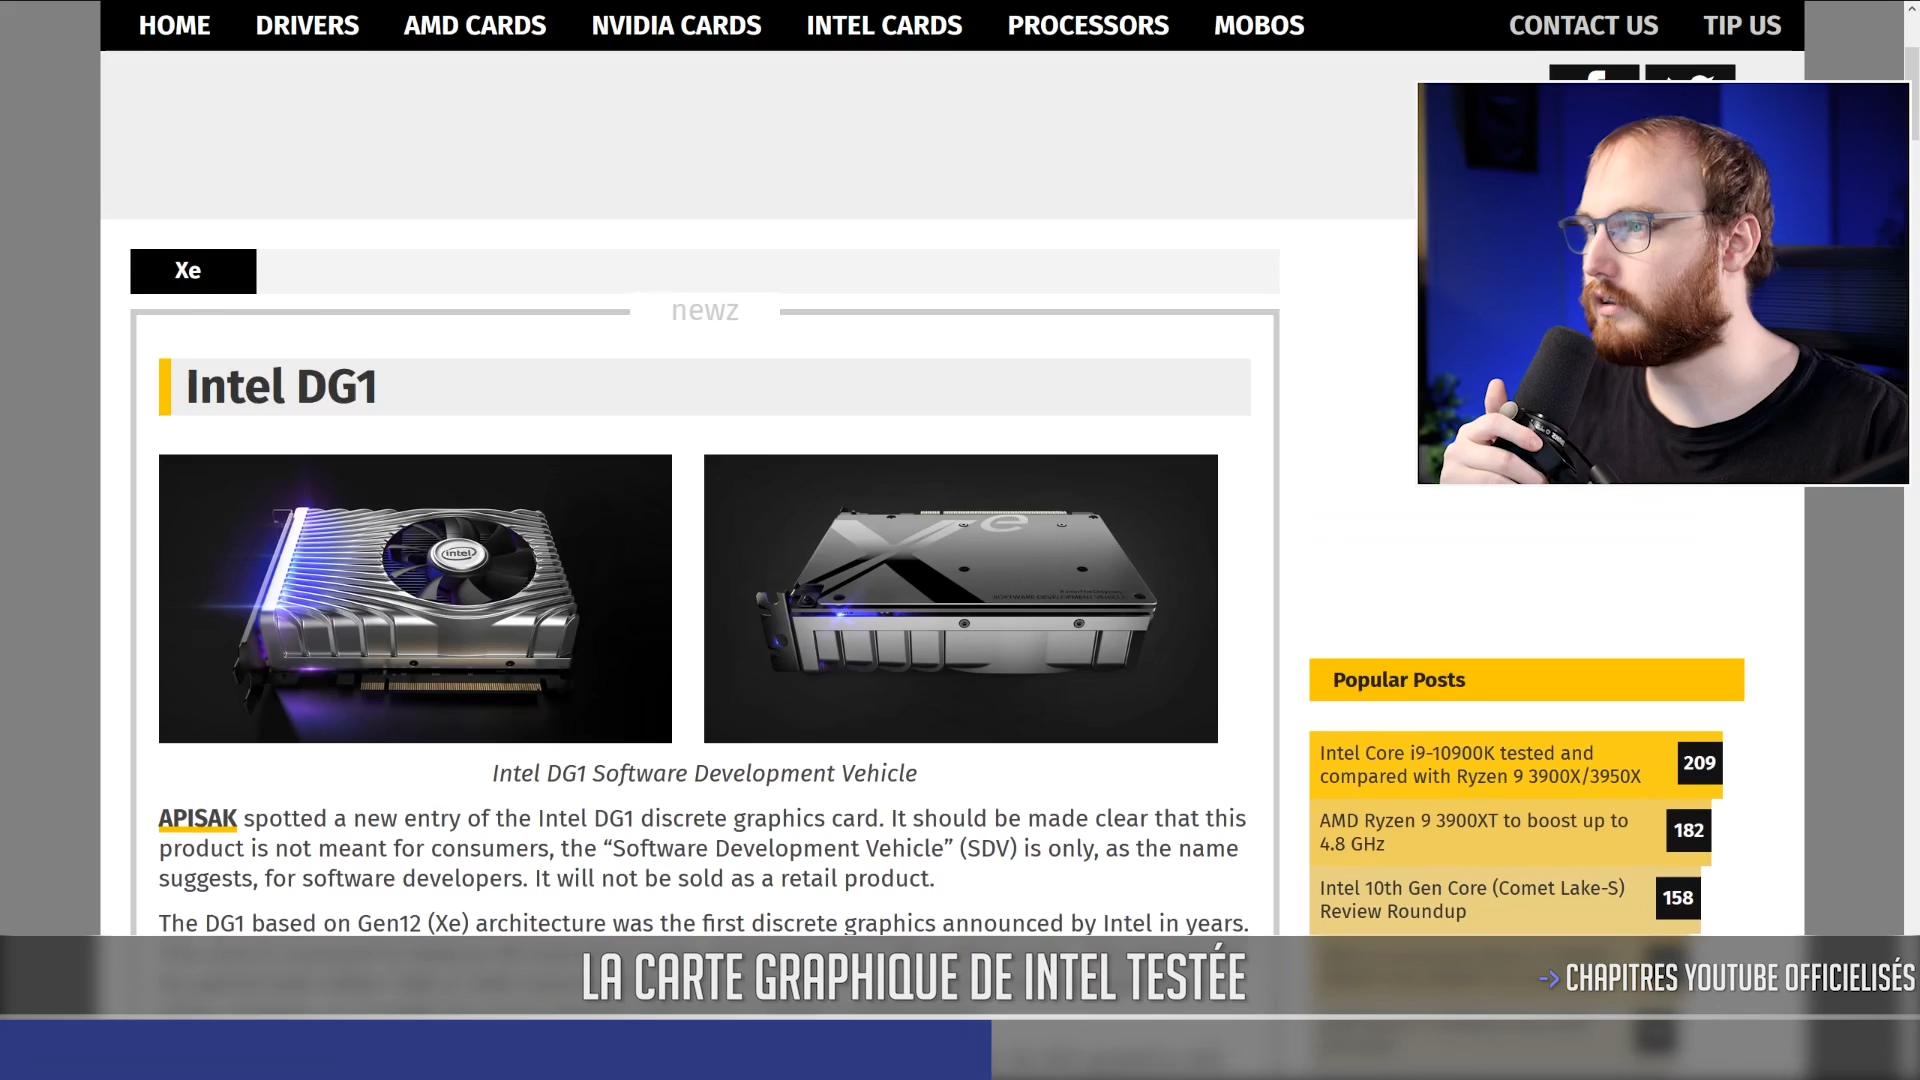 HOME DRIVERS AMD CARDS NVIDIA CARDS INTEL CARDS PROCESSORS MOBOS CONTACT US TIP US
Xe
newz
Intel DG1
intel
Xe
SOFTWARE DEVELOPMENT VEHICLE
Intel DG1 Software Development Vehicle
APISAK spotted a new entry of the Intel DG1 discrete graphics card. It should be made clear that this
product is not meant for consumers, the “Software Development Vehicle” (SDV) is only, as the name
suggests, for software developers. It will not be sold as a retail product.
The DG1 based on Gen12 (Xe) architecture was the first discrete graphics announced by Intel in years.
Popular Posts
Intel Core i9-10900K tested and
compared with Ryzen 9 3900X/3950X
209
AMD Ryzen 9 3900XT to boost up to
4.8 GHz
182
Intel 10th Gen Core (Comet Lake-S)
Review Roundup
158
LA CARTE GRAPHIQUE DE INTEL TESTÉE
-> CHAPITRES YOUTUBE OFFICIELISÉS